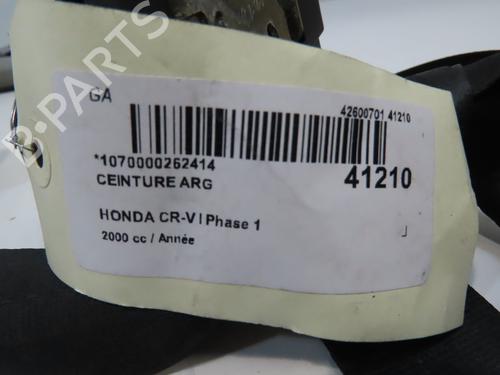 GA
42600701 41210
*1070000262414
41210
CEINTURE ARG
HONDA CR-V I Phase 1
2000 cc / Année
B-PARTS